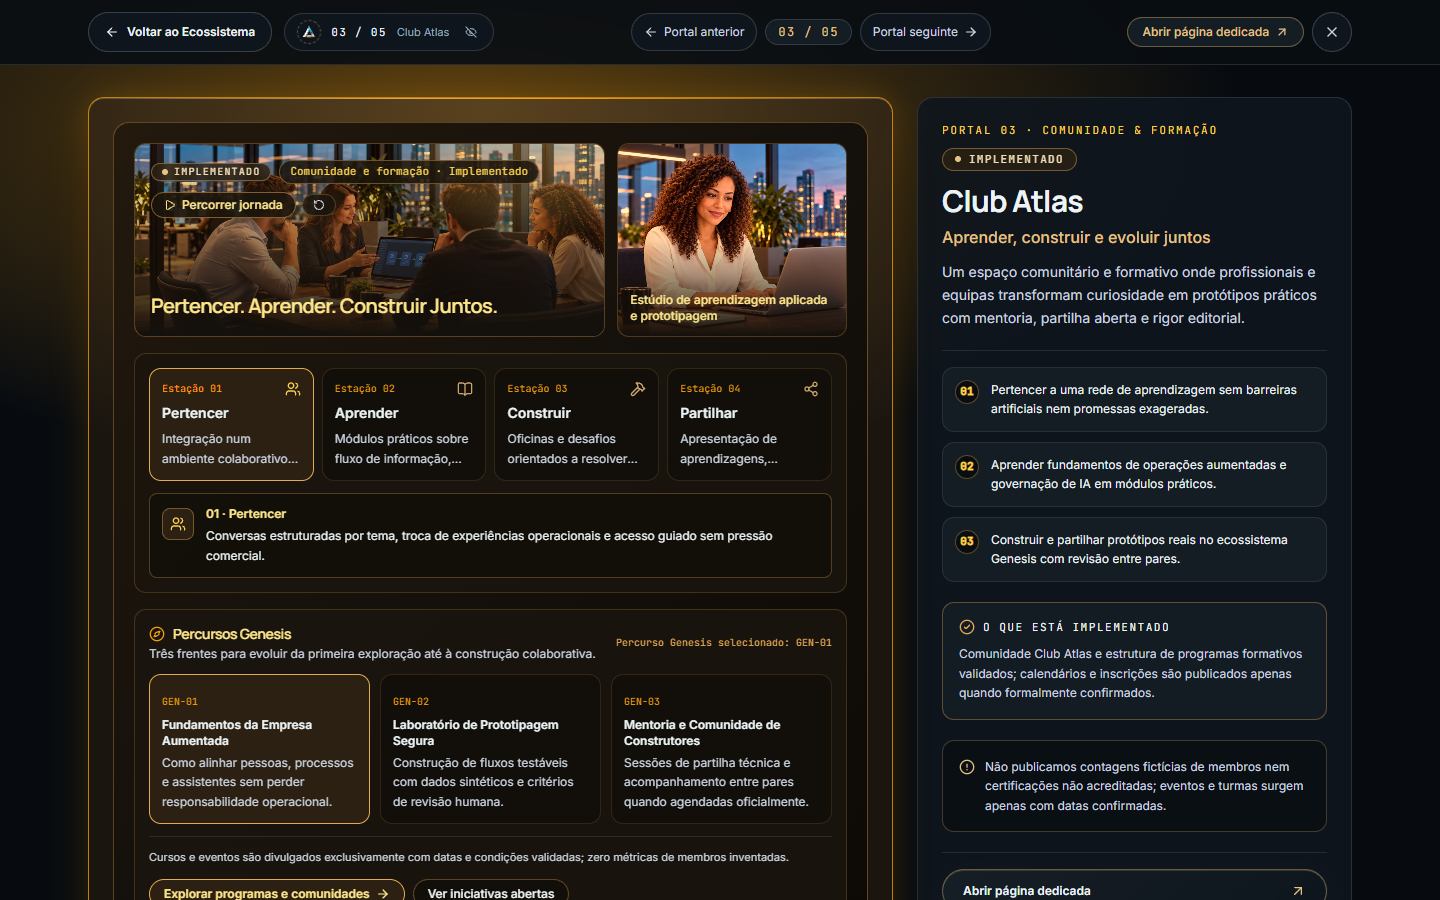 Voltar ao Ecossistema
03 / 05 Club Atlas
Portal anterior
03 / 05
Portal seguinte
Abrir página dedicada
IMPLEMENTADO
Comunidade e formação · Implementado
Percorrer jornada
Pertencer. Aprender. Construir Juntos.
Estúdio de aprendizagem aplicada
e prototipagem
Estação 01
Pertencer
Integração num
ambiente colaborativo...
Estação 02
Aprender
Módulos práticos sobre
fluxo de informação,...
Estação 03
Construir
Oficinas e desafios
orientados a resolver...
Estação 04
Partilhar
Apresentação de
aprendizagens,...
01 · Pertencer
Conversas estruturadas por tema, troca de experiências operacionais e acesso guiado sem pressão
comercial.
Percursos Genesis
Três frentes para evoluir da primeira exploração até à construção colaborativa.
Percurso Genesis selecionado: GEN-01
GEN-01
Fundamentos da Empresa
Aumentada
Como alinhar pessoas, processos
e assistentes sem perder
responsabilidade operacional.
GEN-02
Laboratório de Prototipagem
Segura
Construção de fluxos testáveis
com dados sintéticos e critérios
de revisão humana.
GEN-03
Mentoria e Comunidade de
Construtores
Sessões de partilha técnica e
acompanhamento entre pares
quando agendadas oficialmente.
Cursos e eventos são divulgados exclusivamente com datas e condições validadas; zero métricas de membros inventadas.
Explorar programas e comunidades
Ver iniciativas abertas
PORTAL 03 · COMUNIDADE & FORMAÇÃO
IMPLEMENTADO
Club Atlas
Aprender, construir e evoluir juntos
Um espaço comunitário e formativo onde profissionais e
equipas transformam curiosidade em protótipos práticos
com mentoria, partilha aberta e rigor editorial.
01
Pertencer a uma rede de aprendizagem sem barreiras
artificiais nem promessas exageradas.
02
Aprender fundamentos de operações aumentadas e
governação de IA em módulos práticos.
03
Construir e partilhar protótipos reais no ecossistema
Genesis com revisão entre pares.
O QUE ESTÁ IMPLEMENTADO
Comunidade Club Atlas e estrutura de programas formativos
validados; calendários e inscrições são publicados apenas
quando formalmente confirmados.
Não publicamos contagens fictícias de membros nem
certificações não acreditadas; eventos e turmas surgem
apenas com datas confirmadas.
Abrir página dedicada